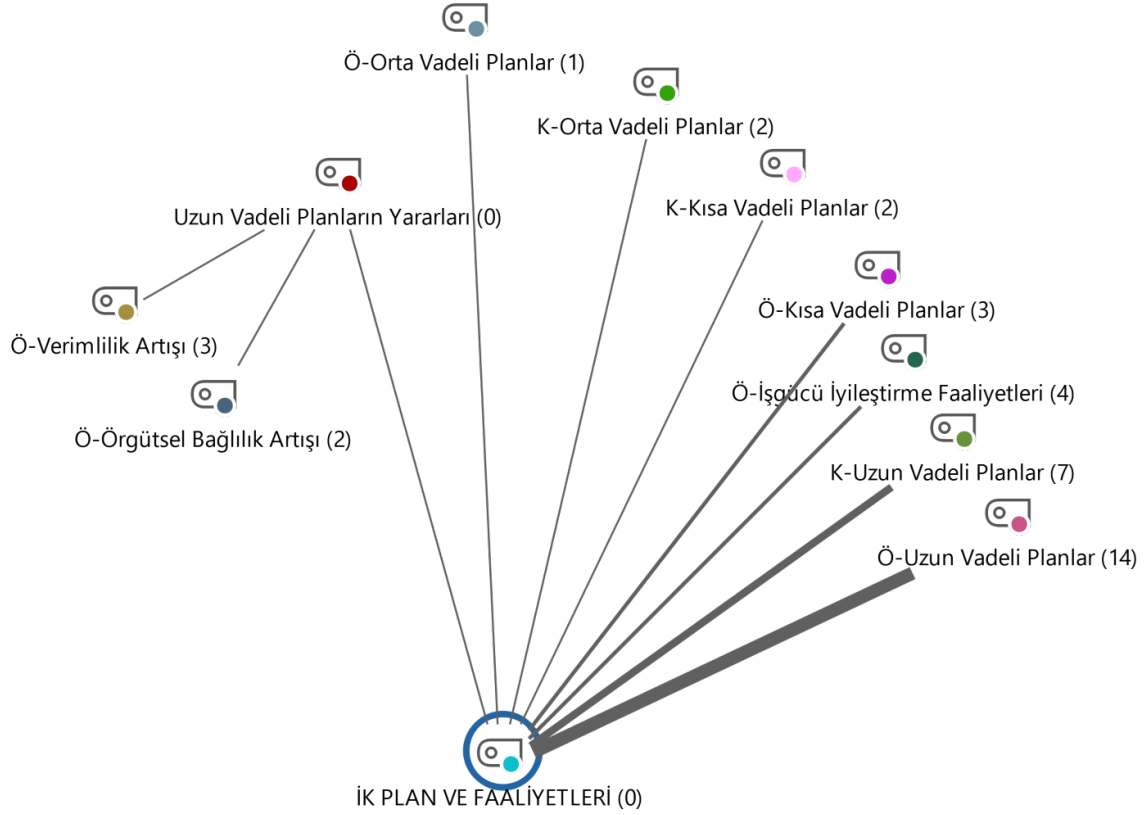 Ö-Orta Vadeli Planlar (1)
K-Orta Vadeli Planlar (2)
K-Kısa Vadeli Planlar (2)
Uzun Vadeli Planların Yararları (0)
Ö-Kısa Vadeli Planlar (3)
Ö-Verimlilik Artışı (3)
Ö-İşgücü İyileştirme Faaliyetleri (4)
Ö-Örgütsel Bağlılık Artışı (2)
K-Uzun Vadeli Planlar (7)
Ö-Uzun Vadeli Planlar (14)
İK PLAN VE FAALİYETLERİ (0)